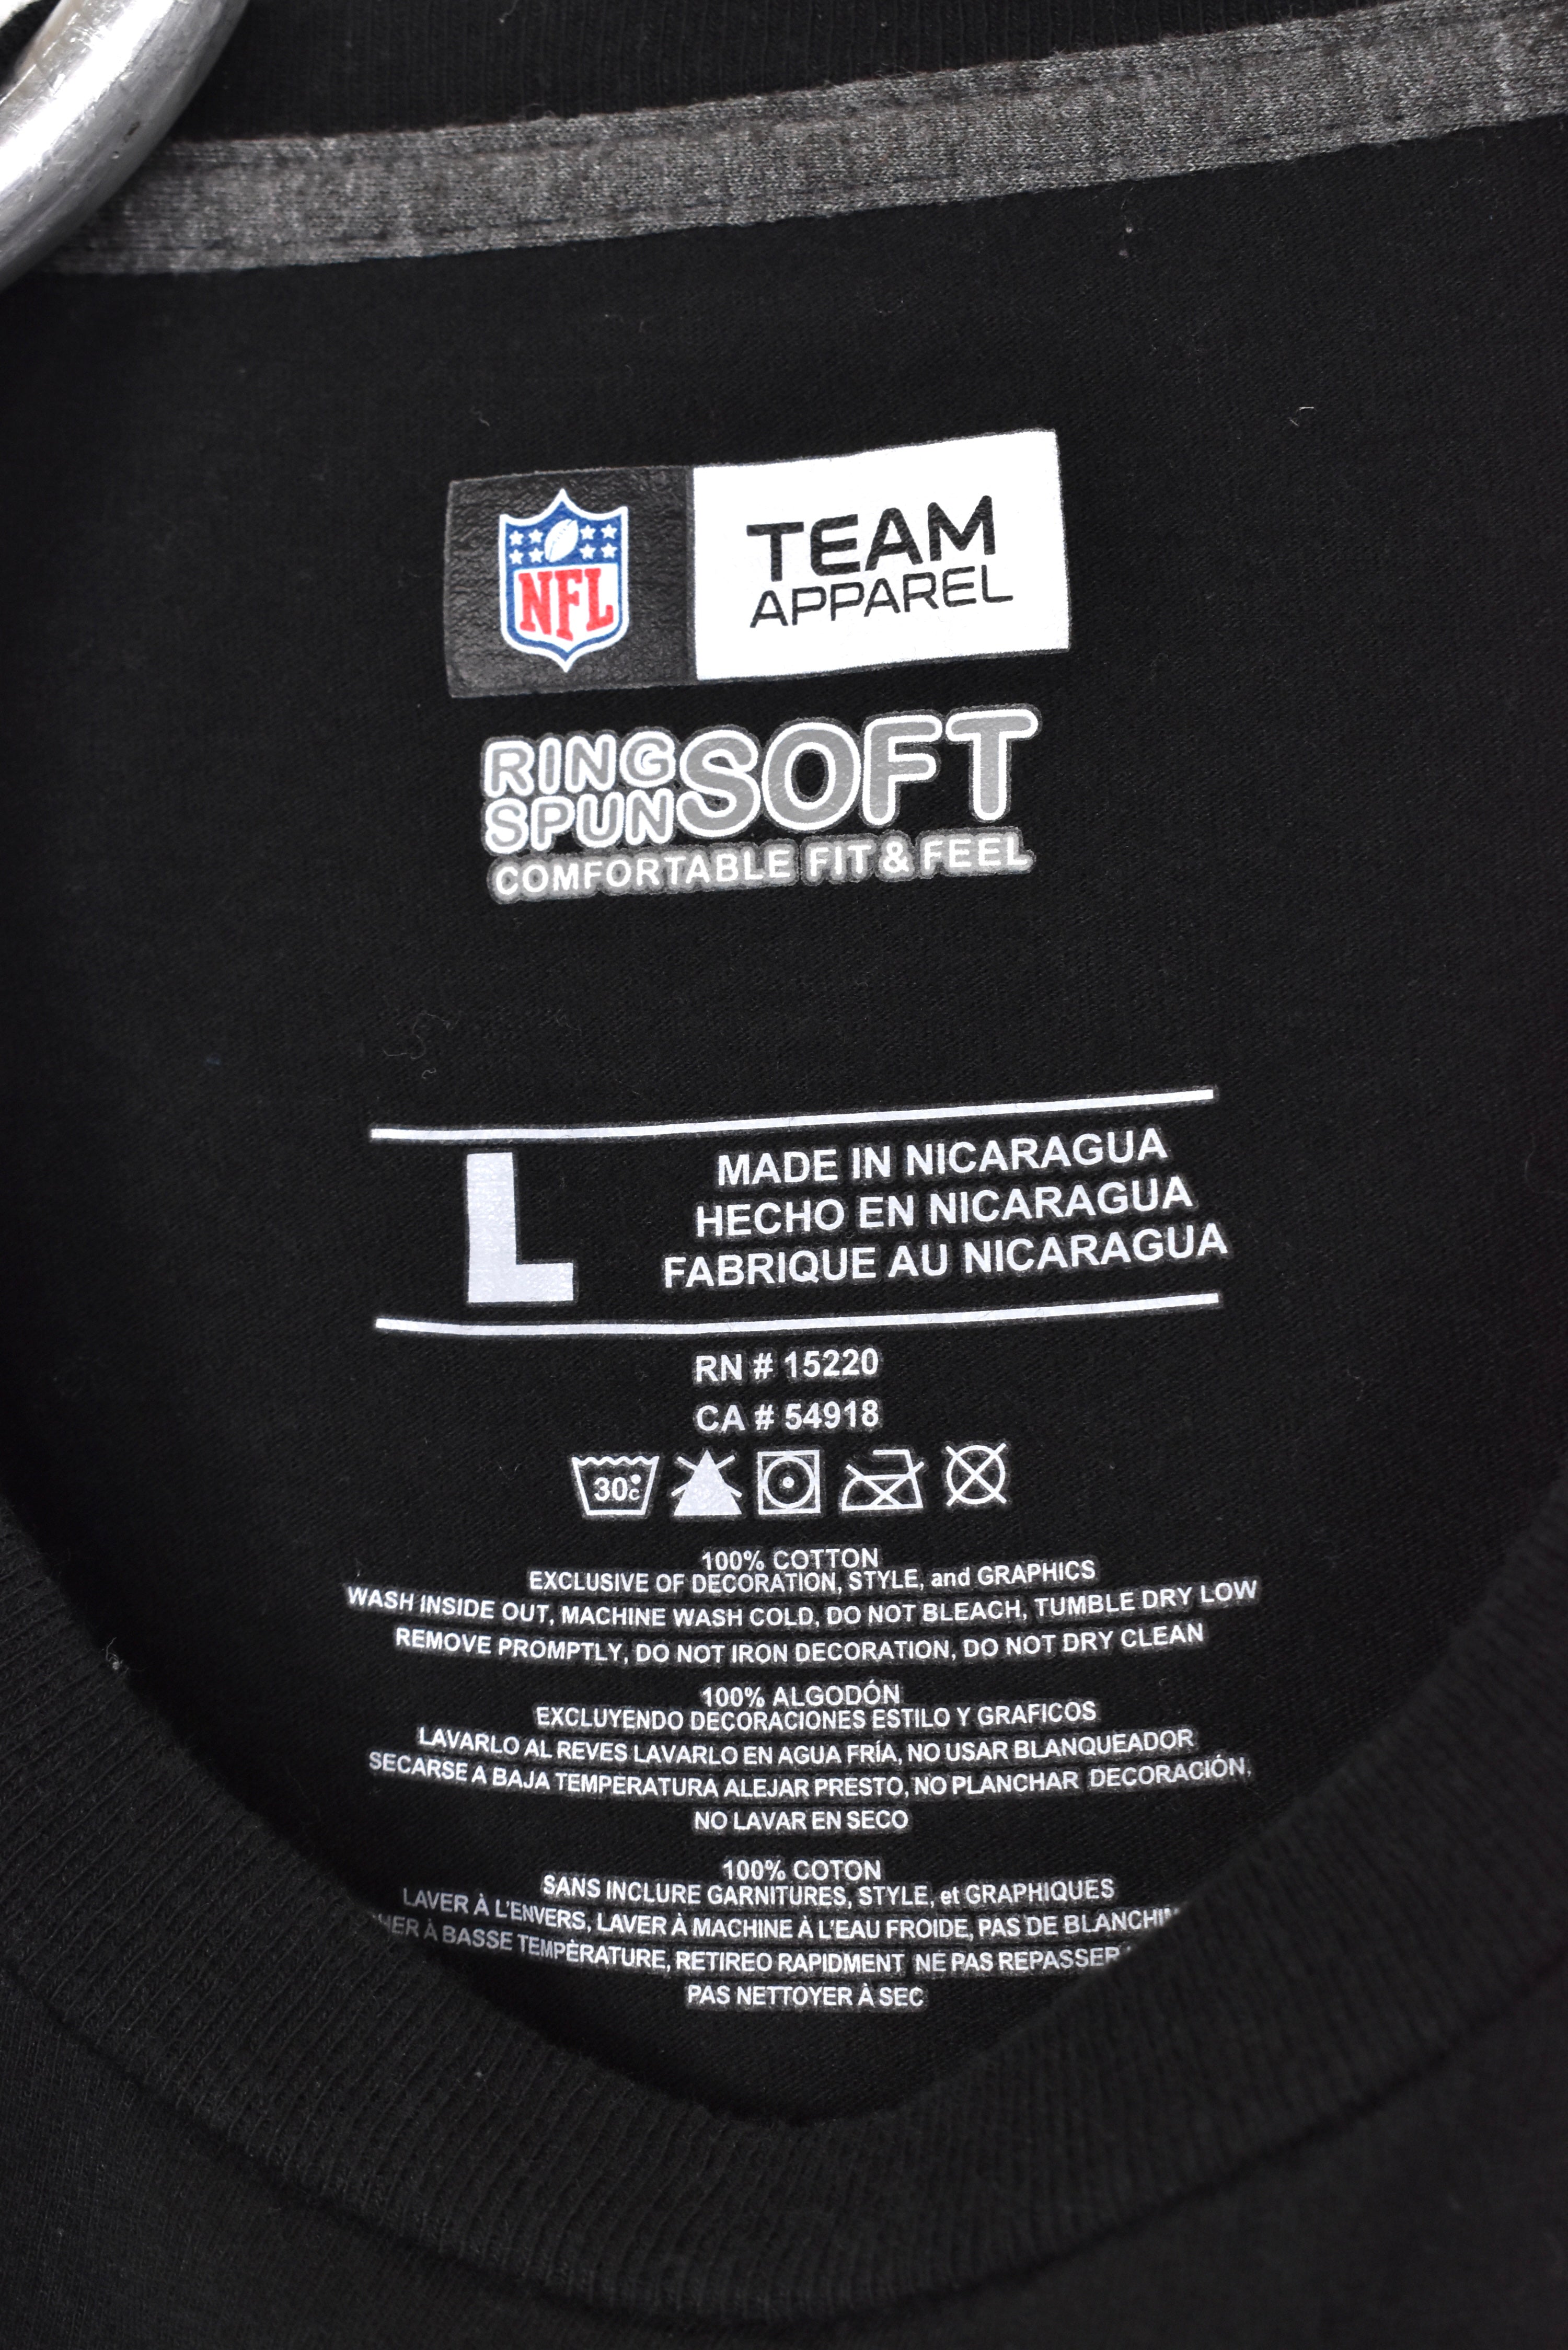 NFL
TEAM
APPAREL
RING SPUN SOFT
COMFORTABLE FIT & FEEL
L
MADE IN NICARAGUA
HECHO EN NICARAGUA
FABRIQUE AU NICARAGUA
RN # 15220
CA # 54918
30°C
100% COTTON
EXCLUSIVE OF DECORATION, STYLE, and GRAPHICS
WASH INSIDE OUT, MACHINE WASH COLD, DO NOT BLEACH, TUMBLE DRY LOW
REMOVE PROMPTLY, DO NOT IRON DECORATION, DO NOT DRY CLEAN
100% ALGODÓN
EXCLUYENDO DECORACIONES ESTILO Y GRAFICOS
LAVARLO AL REVES LAVARLO EN AGUA FRÍA, NO USAR BLANQUEADOR
SECARSE A BAJA TEMPERATURA ALEJAR PRESTO, NO PLANCHAR DECORACIÓN,
NO LAVAR EN SECO
100% COTON
SANS INCLURE GARNITURES, STYLE, et GRAPHIQUES
LAVER À L'ENVERS, LAVER À MACHINE À L'EAU FROIDE, PAS DE
À BASSE TEMPÈRATURE, RETIREO RAPIDMENT NE PAS REPASSER
PAS NETTOYER À SEC